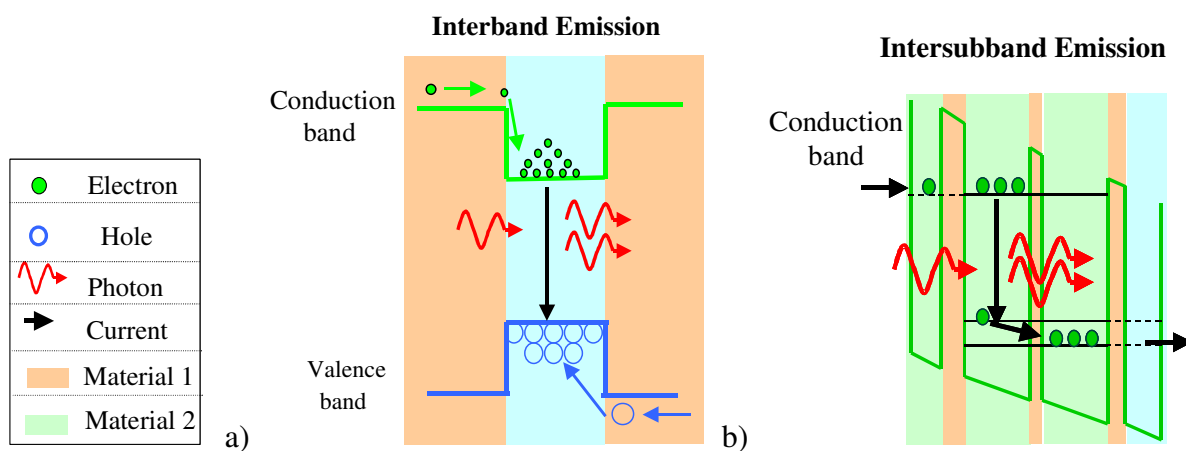 Interband Emission
Intersubband Emission
Conduction
band
Valence
band
Conduction
band
Electron
Hole
Photon
Current
Material 1
Material 2
a)
b)